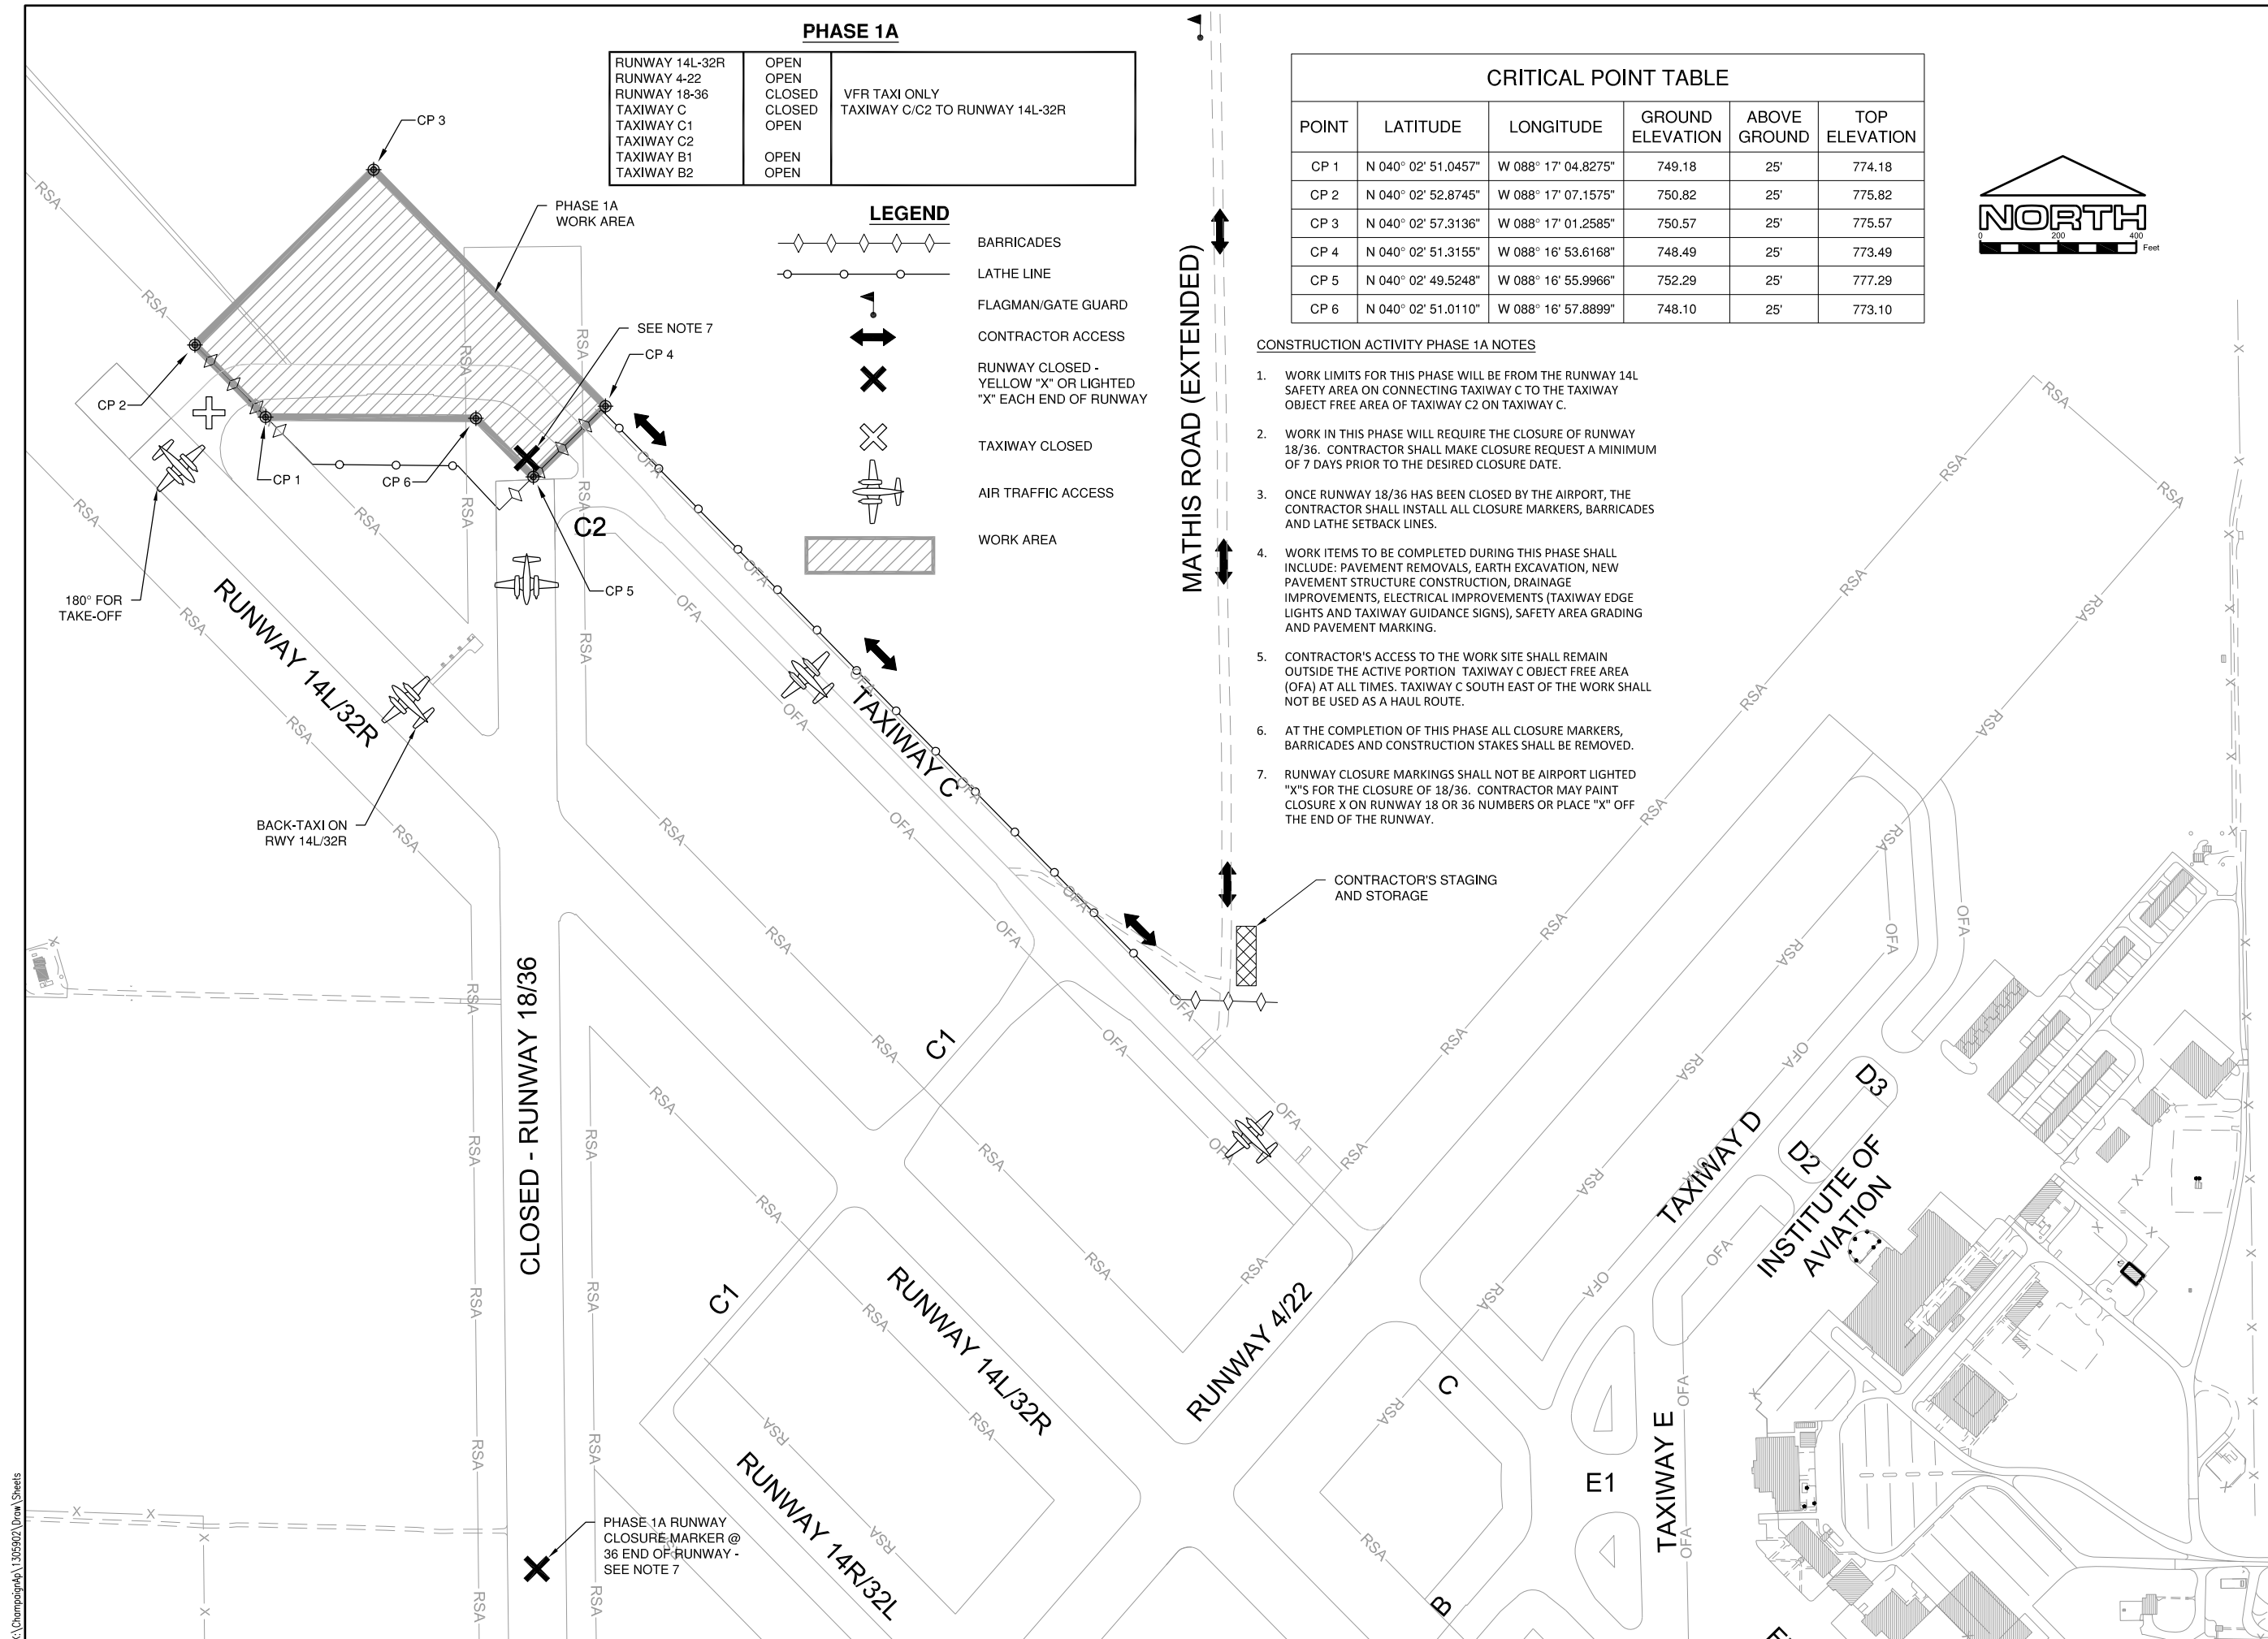 PHASE 1A
RUNWAY 14L-32R OPEN
RUNWAY 4-22 OPEN
RUNWAY 18-36 CLOSED VFR TAXI ONLY
TAXIWAY C CLOSED TAXIWAY C/C2 TO RUNWAY 14L-32R
TAXIWAY C1 OPEN
TAXIWAY C2
TAXIWAY B1 OPEN
TAXIWAY B2 OPEN
LEGEND
BARRICADES
LATHE LINE
FLAGMAN/GATE GUARD
CONTRACTOR ACCESS
RUNWAY CLOSED -
YELLOW "X" OR LIGHTED
"X" EACH END OF RUNWAY
TAXIWAY CLOSED
AIR TRAFFIC ACCESS
WORK AREA
CRITICAL POINT TABLE
POINT LATITUDE LONGITUDE GROUND ELEVATION ABOVE GROUND TOP ELEVATION
CP 1 N 040° 02' 51.0457" W 088° 17' 04.8275" 749.18 25' 774.18
CP 2 N 040° 02' 52.8745" W 088° 17' 07.1575" 750.82 25' 775.82
CP 3 N 040° 02' 57.3136" W 088° 17' 01.2585" 750.57 25' 775.57
CP 4 N 040° 02' 51.3155" W 088° 16' 53.6168" 748.49 25' 773.49
CP 5 N 040° 02' 49.5248" W 088° 16' 55.9966" 752.29 25' 777.29
CP 6 N 040° 02' 51.0110" W 088° 16' 57.8899" 748.10 25' 773.10
NORTH
0 200 400
Feet
CONSTRUCTION ACTIVITY PHASE 1A NOTES
1. WORK LIMITS FOR THIS PHASE WILL BE FROM THE RUNWAY 14L
SAFETY AREA ON CONNECTING TAXIWAY C TO THE TAXIWAY
OBJECT FREE AREA OF TAXIWAY C2 ON TAXIWAY C.
2. WORK IN THIS PHASE WILL REQUIRE THE CLOSURE OF RUNWAY
18/36. CONTRACTOR SHALL MAKE CLOSURE REQUEST A MINIMUM
OF 7 DAYS PRIOR TO THE DESIRED CLOSURE DATE.
3. ONCE RUNWAY 18/36 HAS BEEN CLOSED BY THE AIRPORT, THE
CONTRACTOR SHALL INSTALL ALL CLOSURE MARKERS, BARRICADES
AND LATHE SETBACK LINES.
4. WORK ITEMS TO BE COMPLETED DURING THIS PHASE SHALL
INCLUDE: PAVEMENT REMOVALS, EARTH EXCAVATION, NEW
PAVEMENT STRUCTURE CONSTRUCTION, DRAINAGE
IMPROVEMENTS, ELECTRICAL IMPROVEMENTS (TAXIWAY EDGE
LIGHTS AND TAXIWAY GUIDANCE SIGNS), SAFETY AREA GRADING
AND PAVEMENT MARKING.
5. CONTRACTOR'S ACCESS TO THE WORK SITE SHALL REMAIN
OUTSIDE THE ACTIVE PORTION TAXIWAY C OBJECT FREE AREA
(OFA) AT ALL TIMES. TAXIWAY C SOUTH EAST OF THE WORK SHALL
NOT BE USED AS A HAUL ROUTE.
6. AT THE COMPLETION OF THIS PHASE ALL CLOSURE MARKERS,
BARRICADES AND CONSTRUCTION STAKES SHALL BE REMOVED.
7. RUNWAY CLOSURE MARKINGS SHALL NOT BE AIRPORT LIGHTED
"X"S FOR THE CLOSURE OF 18/36. CONTRACTOR MAY PAINT
CLOSURE X ON RUNWAY 18 OR 36 NUMBERS OR PLACE "X" OFF
THE END OF THE RUNWAY.
CP 3
PHASE 1A
WORK AREA
SEE NOTE 7
CP 4
CP 2
CP 1
CP 6
C2
CP 5
180° FOR
TAKE-OFF
RUNWAY 14L/32R
BACK-TAXI ON
RWY 14L/32R
TAXIWAY C
MATHIS ROAD (EXTENDED)
CONTRACTOR'S STAGING
AND STORAGE
CLOSED - RUNWAY 18/36
C1
C1
RUNWAY 14L/32R
RUNWAY 4/22
RUNWAY 14R/32L
PHASE 1A RUNWAY
CLOSURE MARKER @
36 END OF RUNWAY -
SEE NOTE 7
TAXIWAY D
D3
D2
INSTITUTE OF
AVIATION
C
E1
TAXIWAY E
B
RSA
OFA